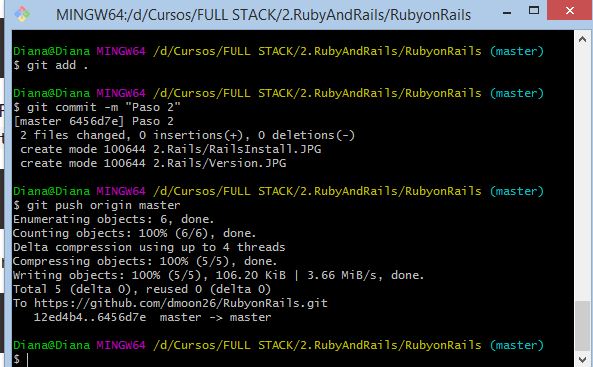 MINGW64:/d/Cursos/FULL STACK/2.RubyAndRails/RubyonRails
Diana@Diana MINGW64 /d/Cursos/FULL STACK/2.RubyAndRails/RubyonRails (master)
$ git add .
Diana@Diana MINGW64 /d/Cursos/FULL STACK/2.RubyAndRails/RubyonRails (master)
$ git commit -m "Paso 2"
[master 6456d7e] Paso 2
2 files changed, 0 insertions(+), 0 deletions(-)
create mode 100644 2.Rails/RailsInstall.JPG
create mode 100644 2.Rails/Version.JPG
Diana@Diana MINGW64 /d/Cursos/FULL STACK/2.RubyAndRails/RubyonRails (master)
$ git push origin master
Enumerating objects: 6, done.
Counting objects: 100% (6/6), done.
Delta compression using up to 4 threads
Compressing objects: 100% (5/5), done.
Writing objects: 100% (5/5), 106.20 KiB | 3.66 MiB/s, done.
Total 5 (delta 0), reused 0 (delta 0)
To https://github.com/dmoon26/RubyonRails.git
12ed4b4..6456d7e  master -> master
Diana@Diana MINGW64 /d/Cursos/FULL STACK/2.RubyAndRails/RubyonRails (master)
$